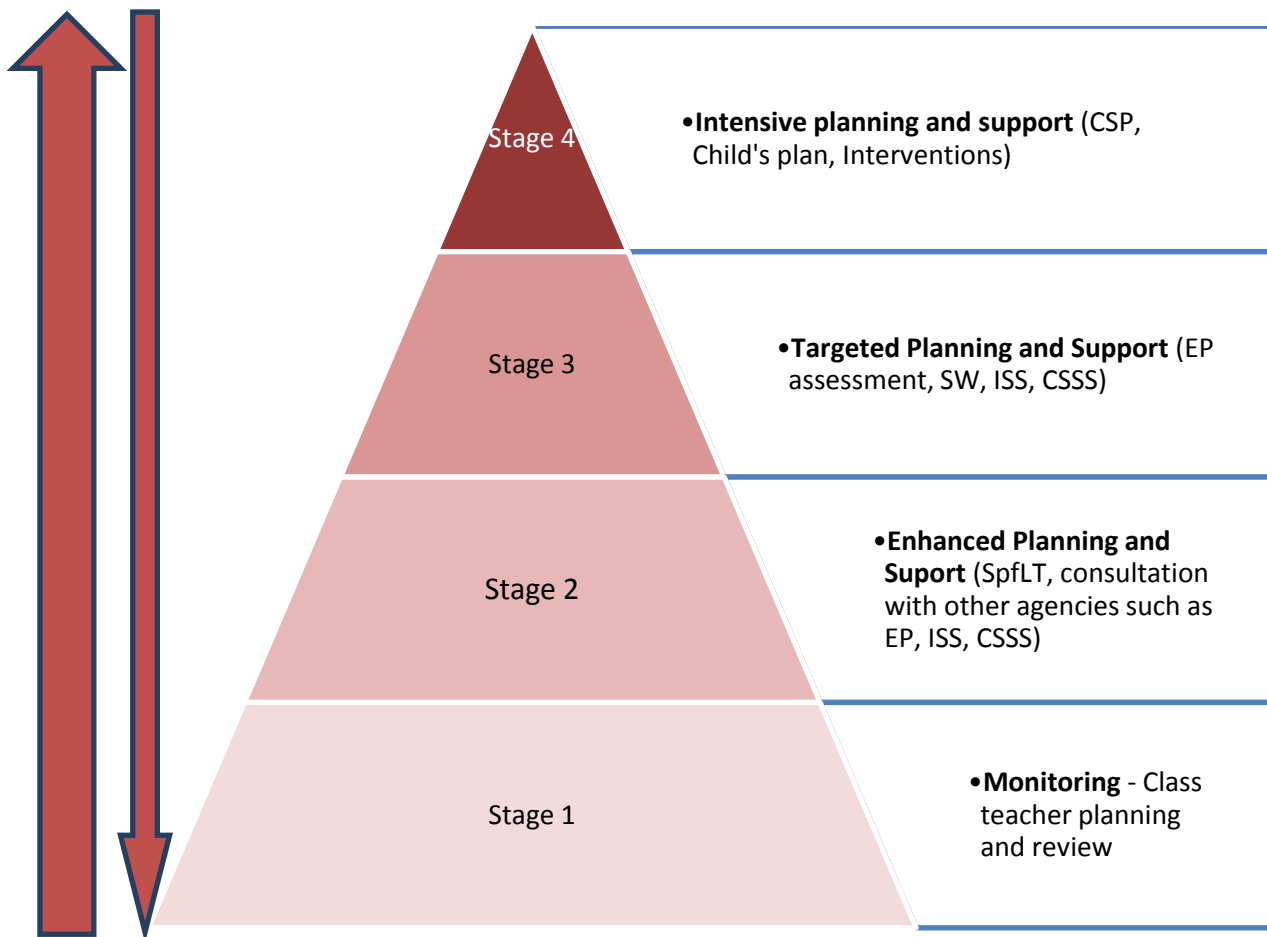 Stage 4
•Intensive planning and support (CSP,
Child's plan, Interventions)
Stage 3
•Targeted Planning and Support (EP
assessment, SW, ISS, CSSS)
Stage 2
•Enhanced Planning and
Suport (SpfLT, consultation
with other agencies such as
EP, ISS, CSSS)
Stage 1
•Monitoring - Class
teacher planning
and review